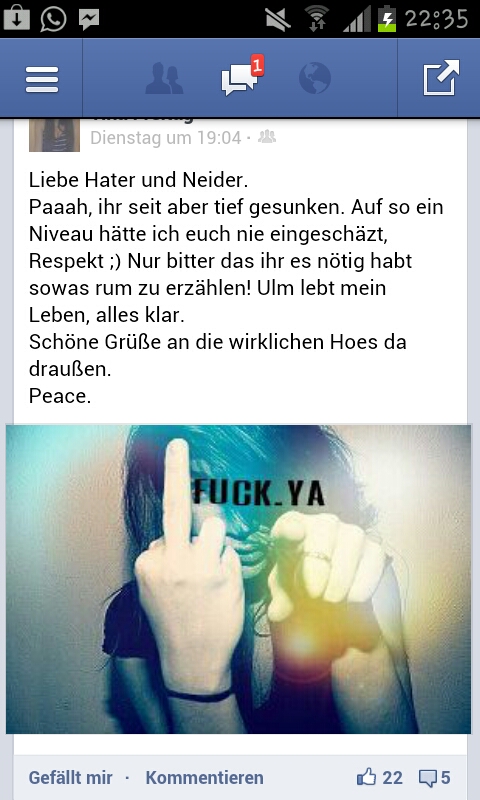 22:35
1
Dienstag um 19:04 ·
Liebe Hater und Neider.
Paaah, ihr seit aber tief gesunken. Auf so ein
Niveau hätte ich euch nie eingeschäzt,
Respekt ;) Nur bitter das ihr es nötig habt
sowas rum zu erzählen! Ulm lebt mein
Leben, alles klar.
Schöne Grüße an die wirklichen Hoes da
draußen.
Peace.
FUCK.YA
Gefällt mir · Kommentieren 22 5